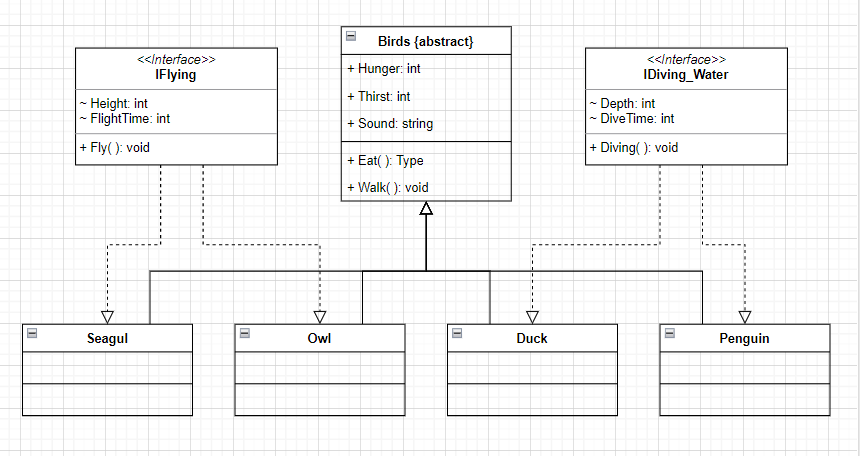 <<Interface>>
IFlying
~ Height: int
~ FlightTime: int
+ Fly( ): void
Birds {abstract}
+ Hunger: int
+ Thirst: int
+ Sound: string
+ Eat( ): Type
+ Walk( ): void
<<Interface>>
IDiving_Water
~ Depth: int
~ DiveTime: int
+ Diving( ): void
Seagul
Owl
Duck
Penguin